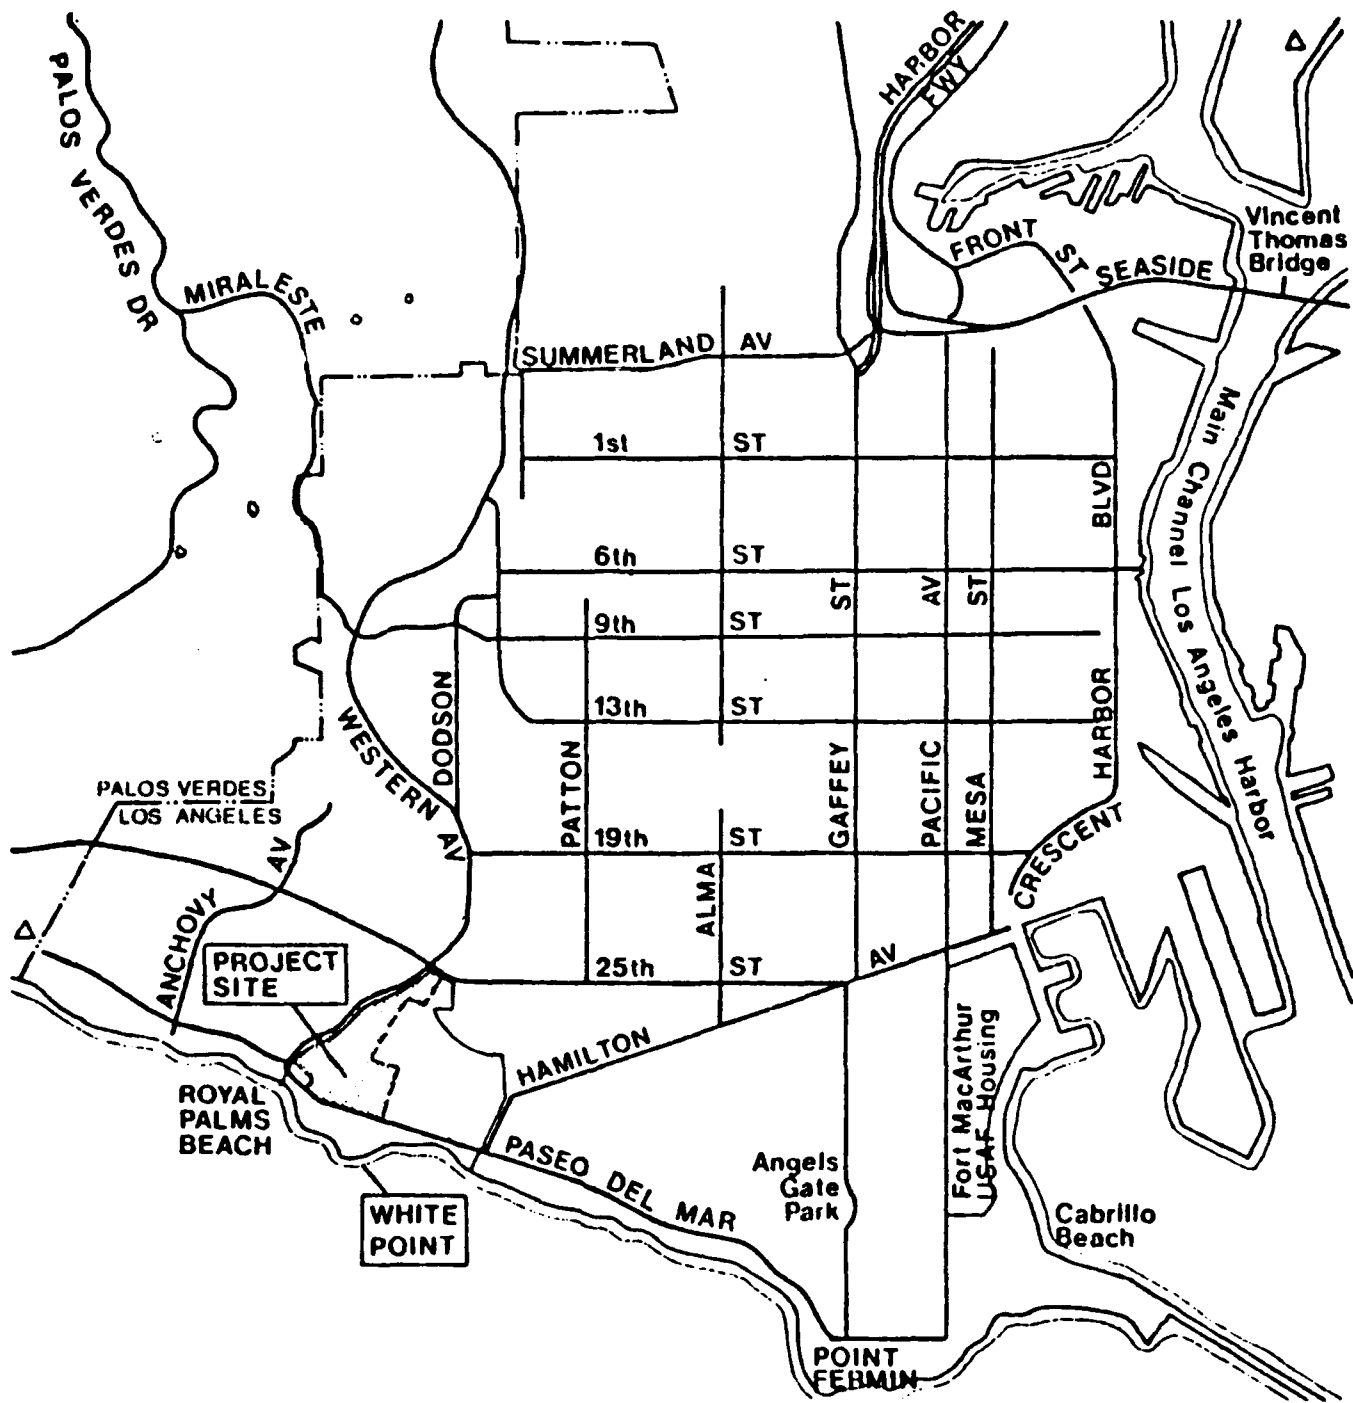 HARBOR
FWY
PALOS VERDES DR
MIRALESTE
FRONT ST
SEASIDE
Vincent
Thomas
Bridge
SUMMERLAND AV
1st ST
6th ST
9th ST
13th ST
19th ST
25th ST
Main Channel Los Angeles Harbor
HARBOR BLVD
GAFFEY ST
PACIFIC AV
MESA ST
DODSON
WESTERN AV
PATTON
ALMA
CRESCENT
PALOS VERDES
LOS ANGELES
ANCHOVY AV
PROJECT
SITE
HAMILTON AV
ROYAL
PALMS
BEACH
WHITE
POINT
PASEO DEL MAR
Angels
Gate
Park
Fort MacArthur
USAF Housing
Cabrillo
Beach
POINT
FERMIN